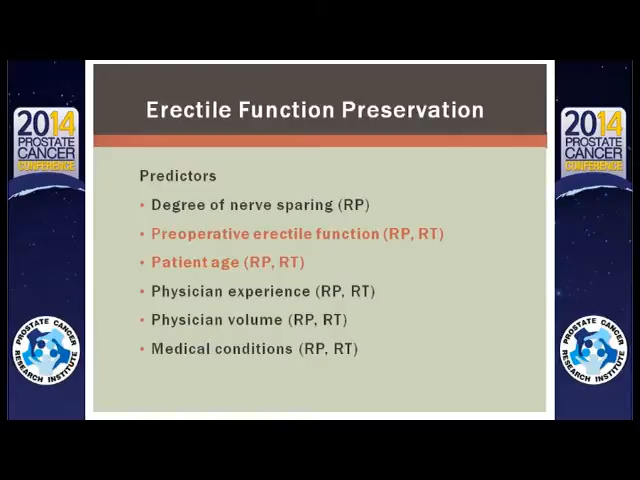 Erectile Function Preservation
2014
PROSTATE
CANCER
CONFERENCE
2014
PROSTATE
CANCER
CONFERENCE
Predictors
• Degree of nerve sparing (RP)
• Preoperative erectile function (RP, RT)
• Patient age (RP, RT)
• Physician experience (RP, RT)
• Physician volume (RP, RT)
• Medical conditions (RP, RT)
PROSTATE CANCER
RESEARCH INSTITUTE
PROSTATE CANCER
RESEARCH INSTITUTE